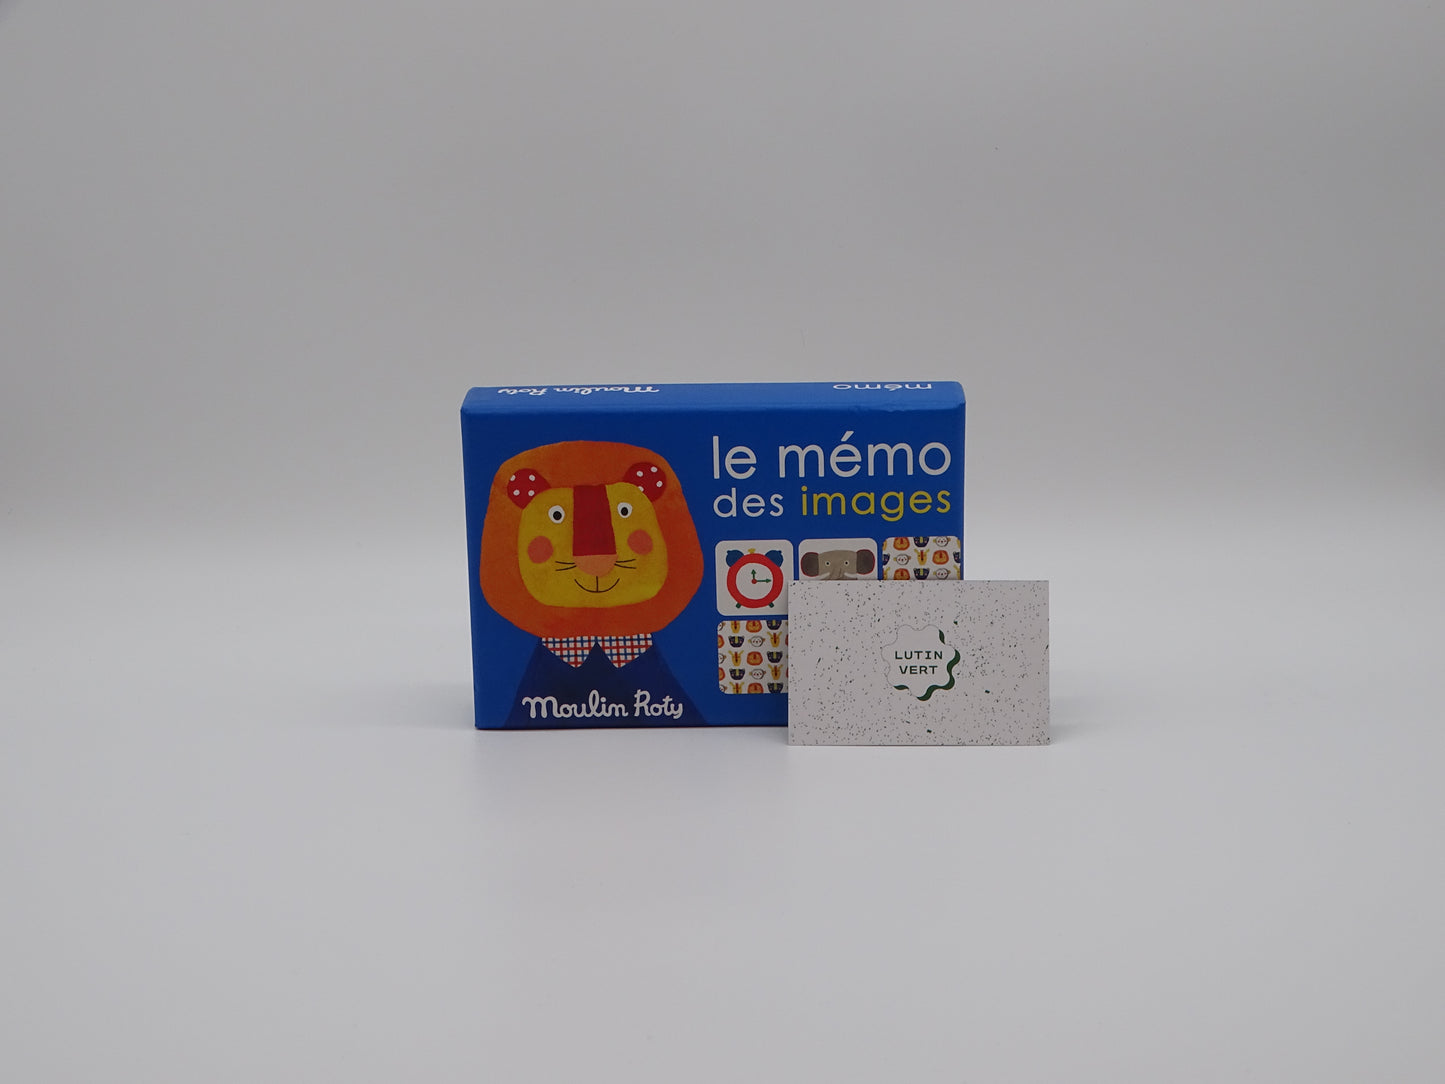 Moulin Roty
mémo
le mémo
des images
Moulin Roty
LUTIN
VERT